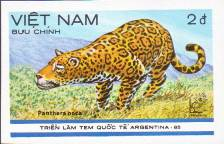 VIỆT NAM
BƯU CHÍNH
2đ
Panthera onca
TRIỂN LÃM TEM QUỐC TẾ ARGENTINA - 85